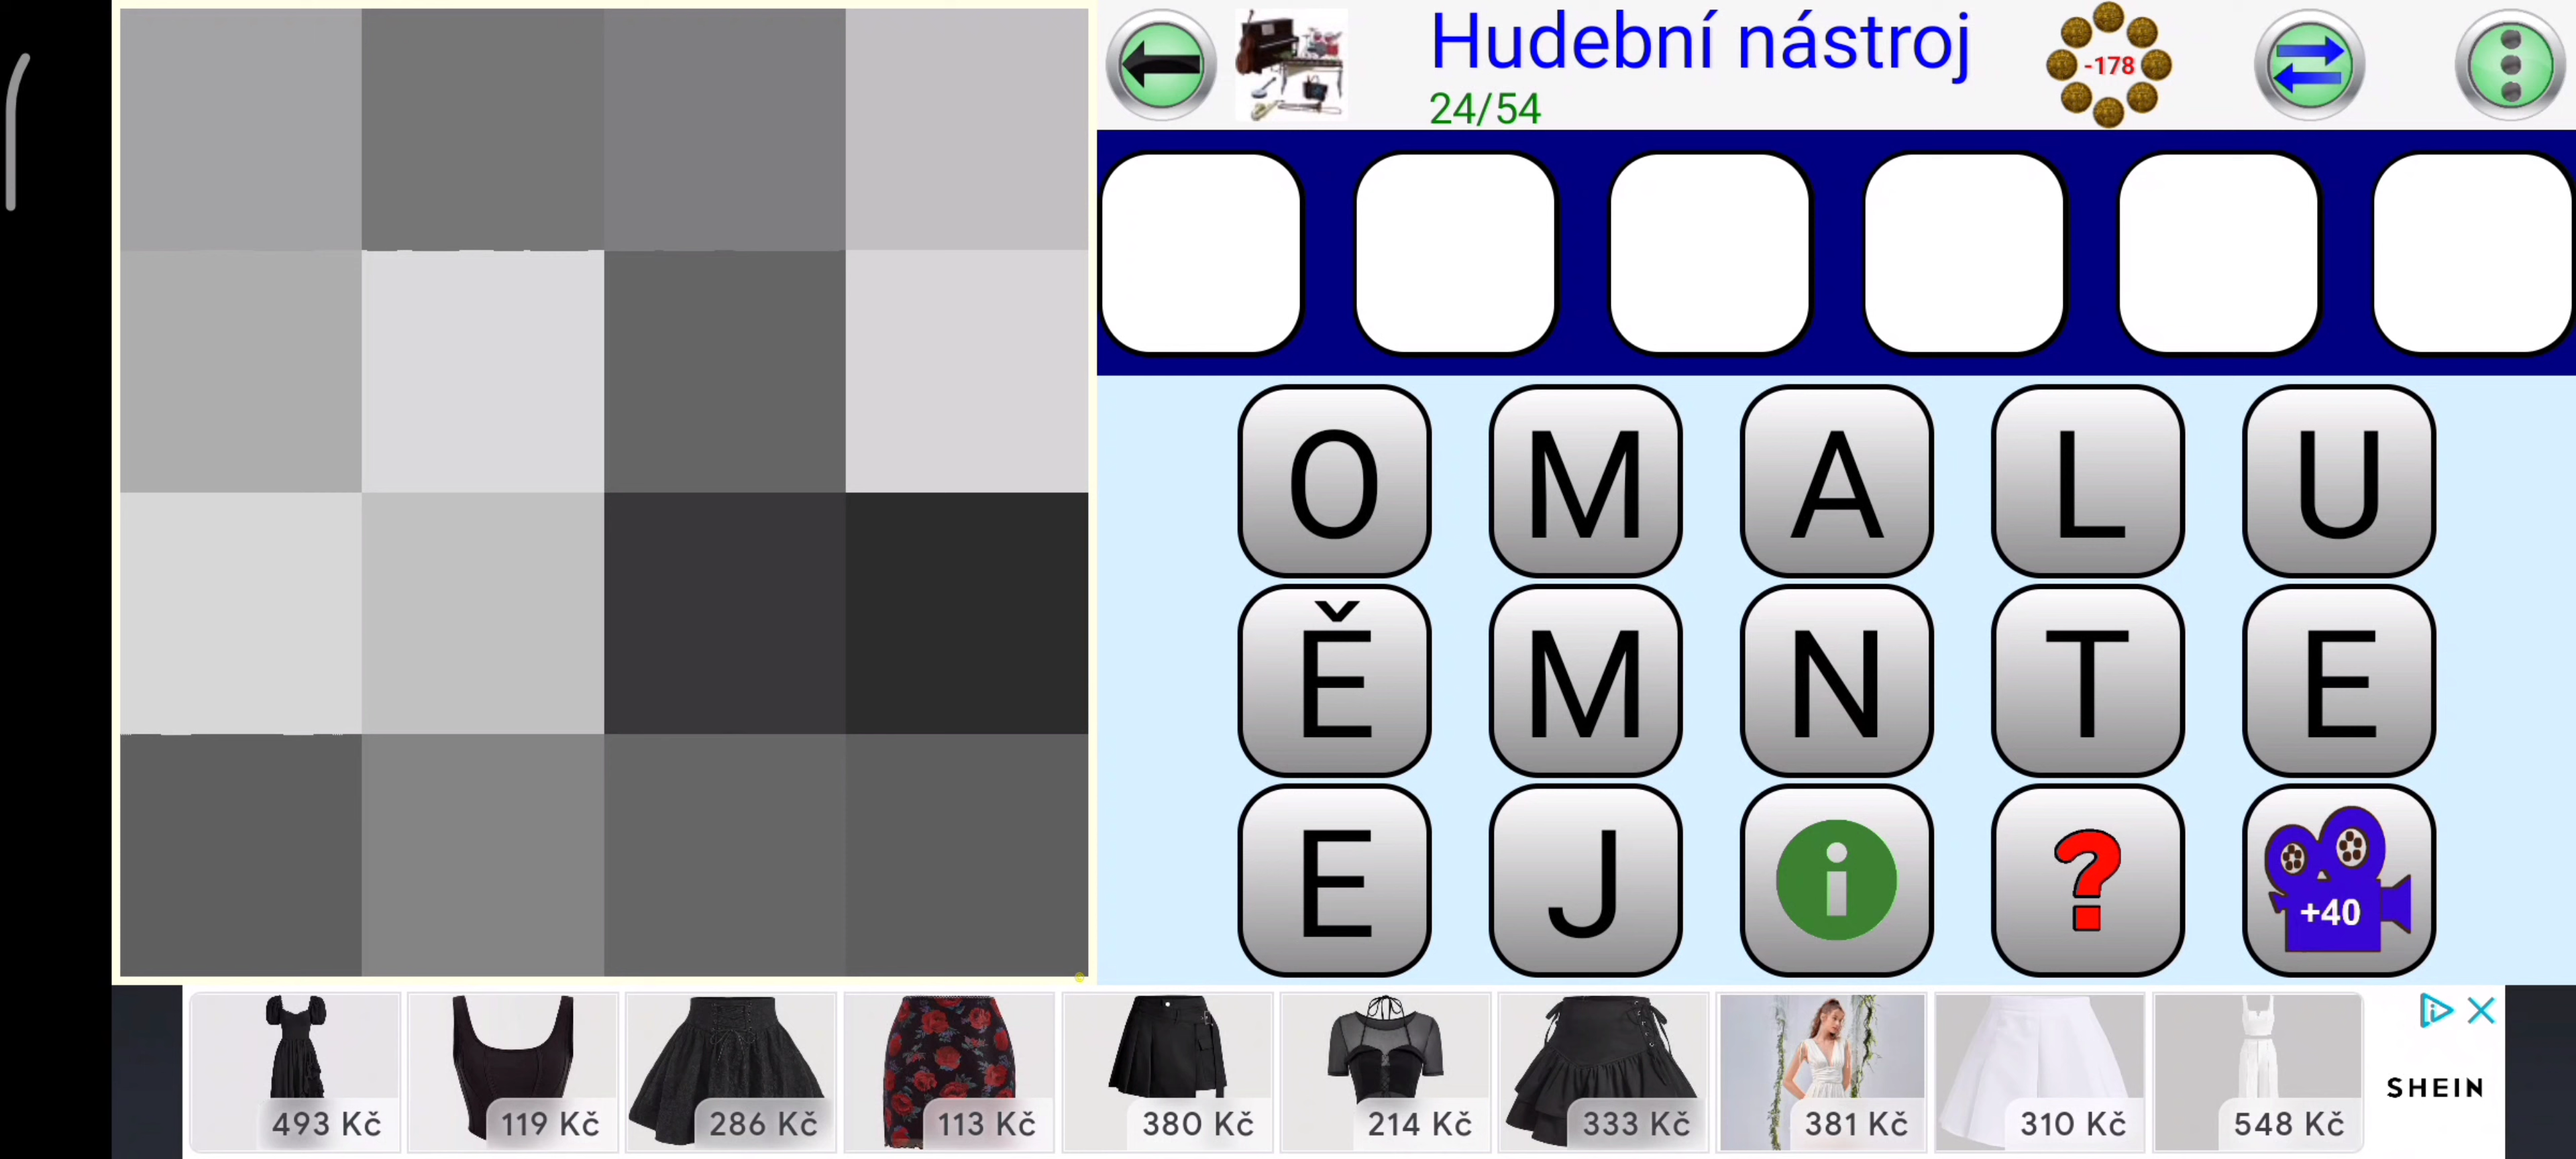 Hudební nástroj
24/54
-178
O M A L U
Ě M N T E
E J i ?
+40
493 Kč 119 Kč 286 Kč 113 Kč 380 Kč 214 Kč 333 Kč 381 Kč 310 Kč 548 Kč
SHEIN